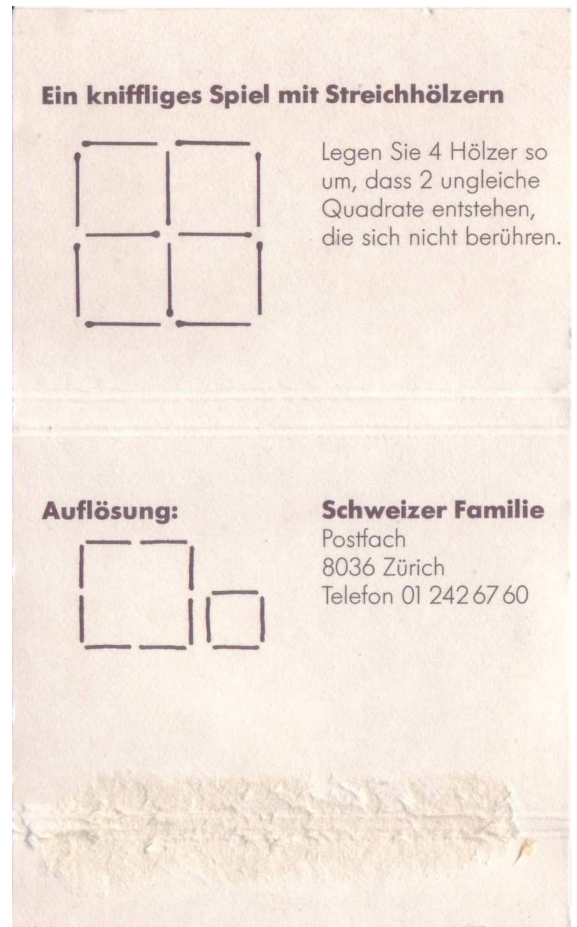 Ein kniffliges Spiel mit Streichhölzern
Legen Sie 4 Hölzer so
um, dass 2 ungleiche
Quadrate entstehen,
die sich nicht berühren.
Auflösung:
Schweizer Familie
Postfach
8036 Zürich
Telefon 01 242 67 60